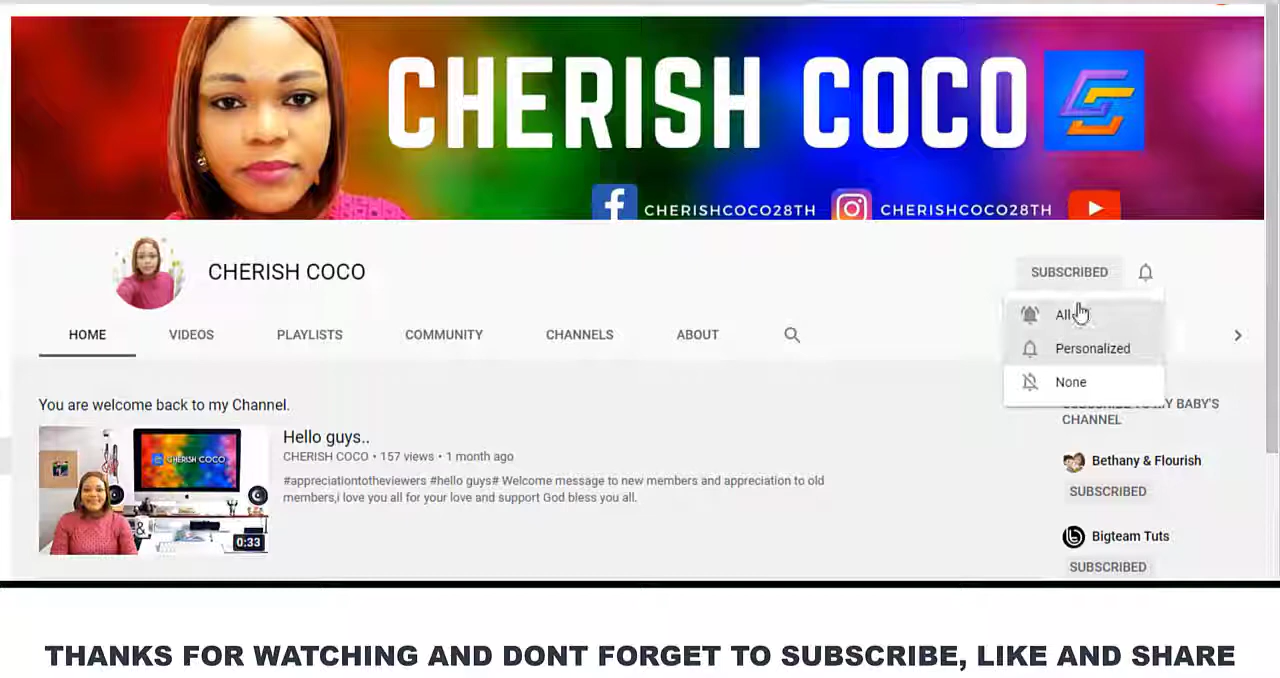 CHERISH COCO
CHERISHCOCO28TH CHERISHCOCO28TH
CHERISH COCO
SUBSCRIBED
All
Personalized
None
HOME VIDEOS PLAYLISTS COMMUNITY CHANNELS ABOUT
You are welcome back to my Channel.
CHERISH COCO
0:33
Hello guys..
CHERISH COCO • 157 views • 1 month ago
#appreciationtotheviewers #hello guys# Welcome message to new members and appreciation to old
members,i love you all for your love and support God bless you all.
MY BABY'S
CHANNEL
Bethany & Flourish
SUBSCRIBED
Bigteam Tuts
SUBSCRIBED
THANKS FOR WATCHING AND DONT FORGET TO SUBSCRIBE, LIKE AND SHARE